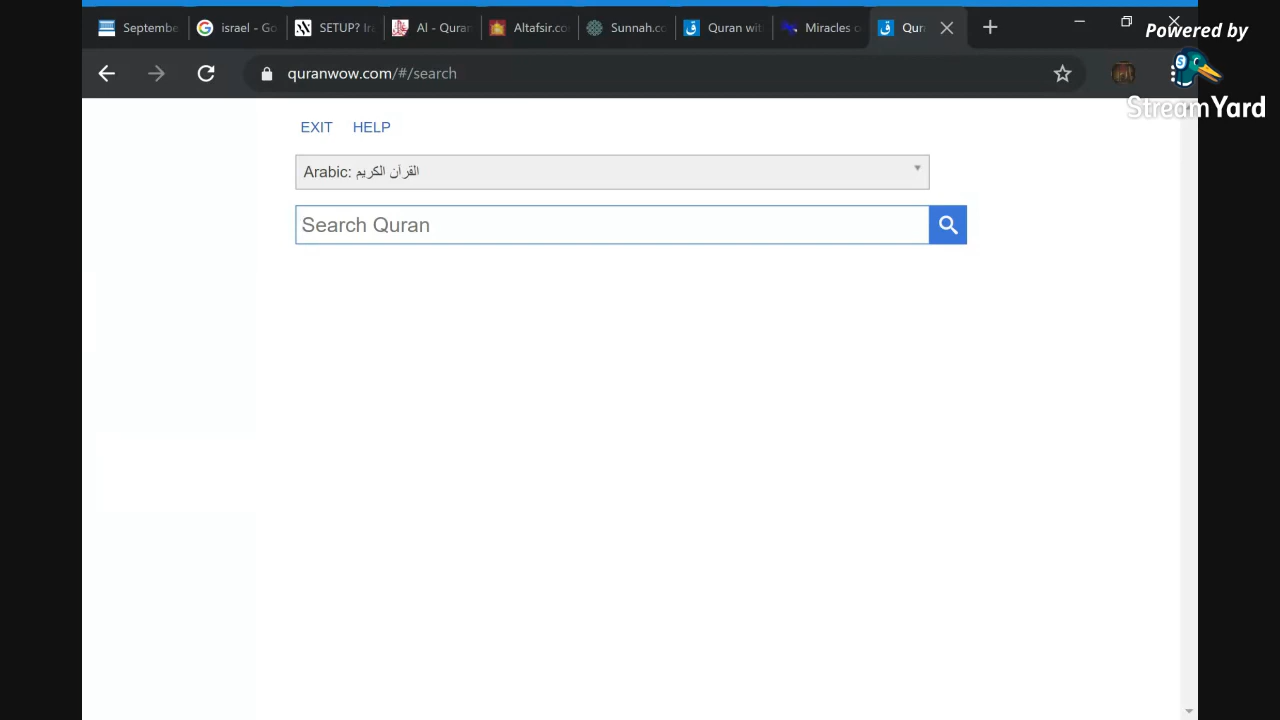 Septembe
israel - Go
SETUP? Ir
Al - Quran
Altafsir.co
Sunnah.co
Quran wit
Miracles o
Qur
Powered by
quranwow.com/#/search
StreamYard
EXIT HELP
Arabic: القرآن الكريم
Search Quran